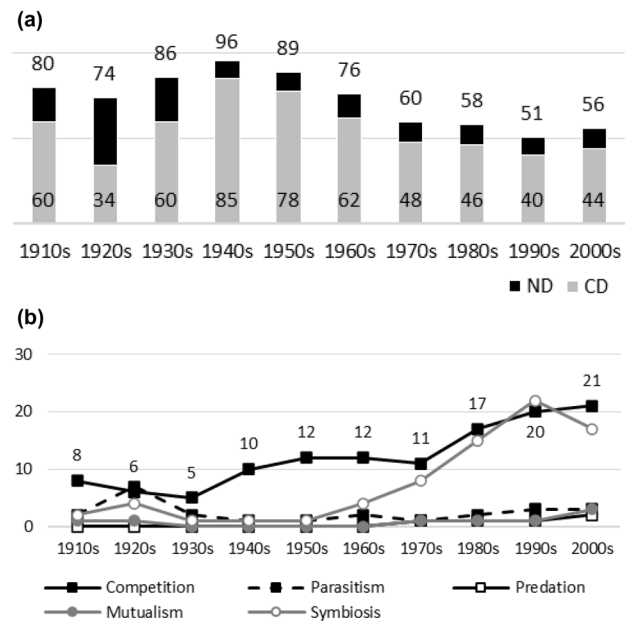 (a)
80 74 86 96 89 76 60 58 51 56
60 34 60 85 78 62 48 46 40 44
1910s 1920s 1930s 1940s 1950s 1960s 1970s 1980s 1990s 2000s
ND CD
(b)
30
20
10
0
8 6 5 10 12 12 11 17 20 21
1910s 1920s 1930s 1940s 1950s 1960s 1970s 1980s 1990s 2000s
Competition Parasitism Predation
Mutualism Symbiosis